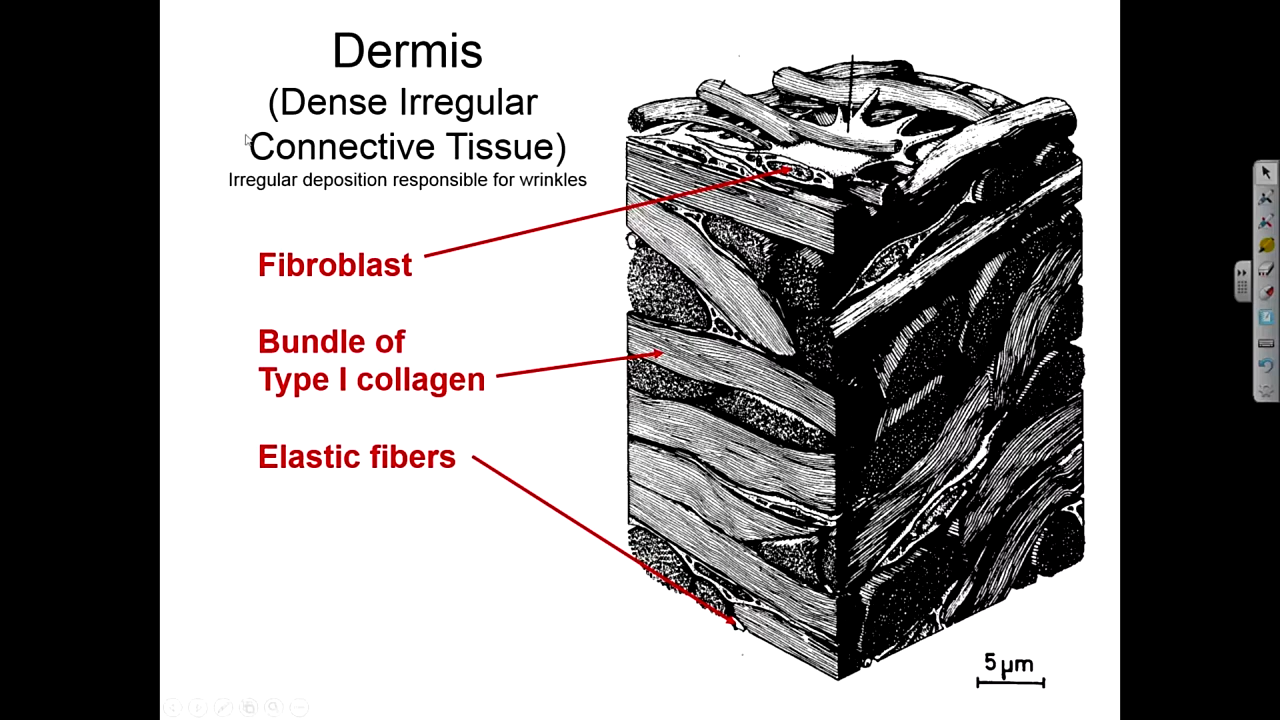 Dermis
(Dense Irregular
Connective Tissue)
Irregular deposition responsible for wrinkles
Fibroblast
Bundle of
Type I collagen
Elastic fibers
5 µm